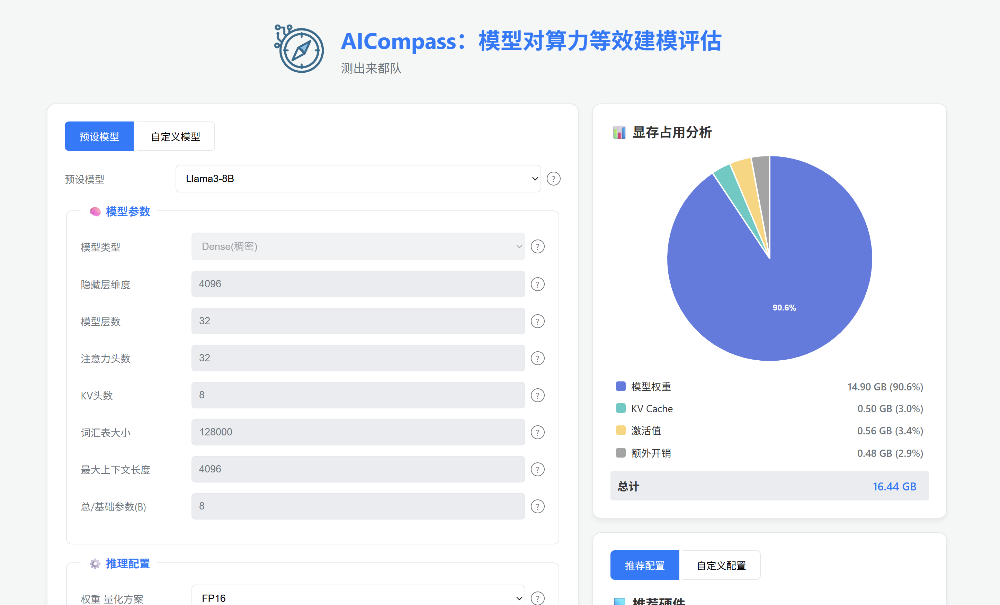 AICompass：模型对算力等效建模评估
测出来都队
预设模型
自定义模型
预设模型
Llama3-8B
?
模型参数
模型类型
Dense(稠密)
?
隐藏层维度
4096
?
模型层数
32
?
注意力头数
32
?
KV头数
8
?
词汇表大小
128000
?
最大上下文长度
4096
?
总/基础参数(B)
8
?
推理配置
权重 量化方案
FP16
?
显存占用分析
90.6%
模型权重
14.90 GB (90.6%)
KV Cache
0.50 GB (3.0%)
激活值
0.56 GB (3.4%)
额外开销
0.48 GB (2.9%)
总计
16.44 GB
推荐配置
自定义配置
推荐硬件